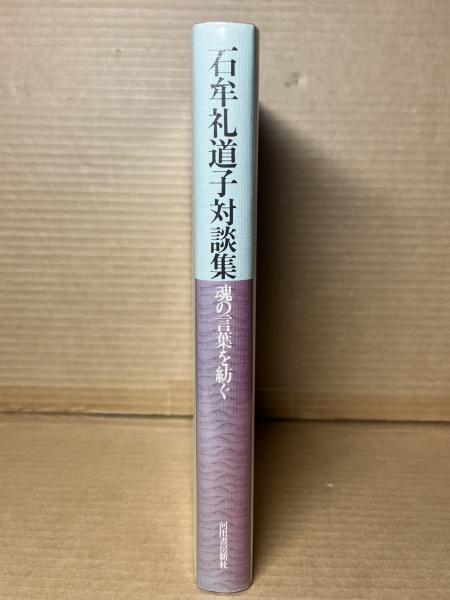 石牟礼道子対談集
魂の言葉を紡ぐ
河出書房新社